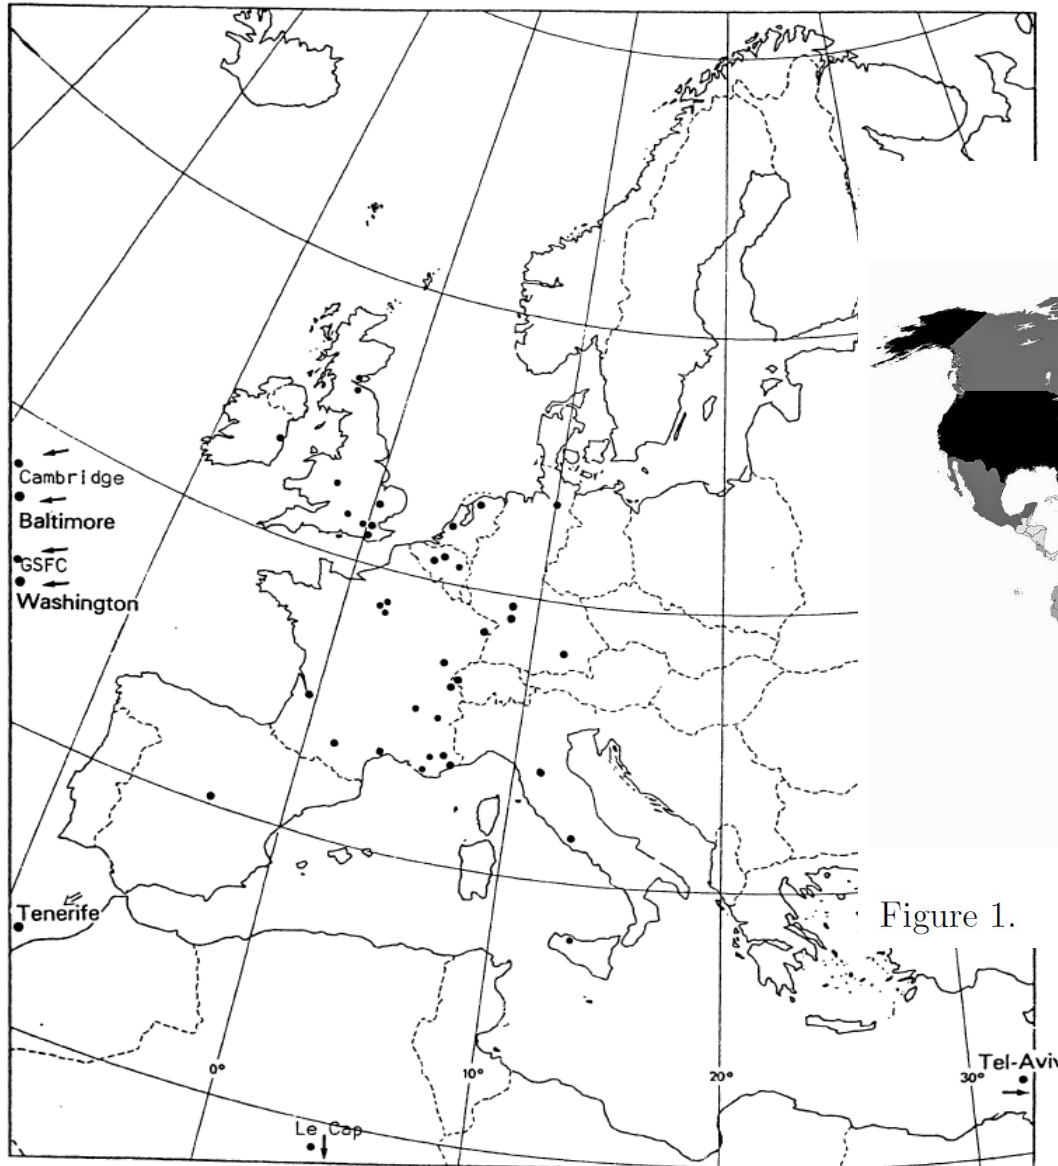 Cambridge
Baltimore
GSFC
Washington
Figure 1.
Tenerife
Tel-Aviv
0°
10°
20°
30°
Le Cap